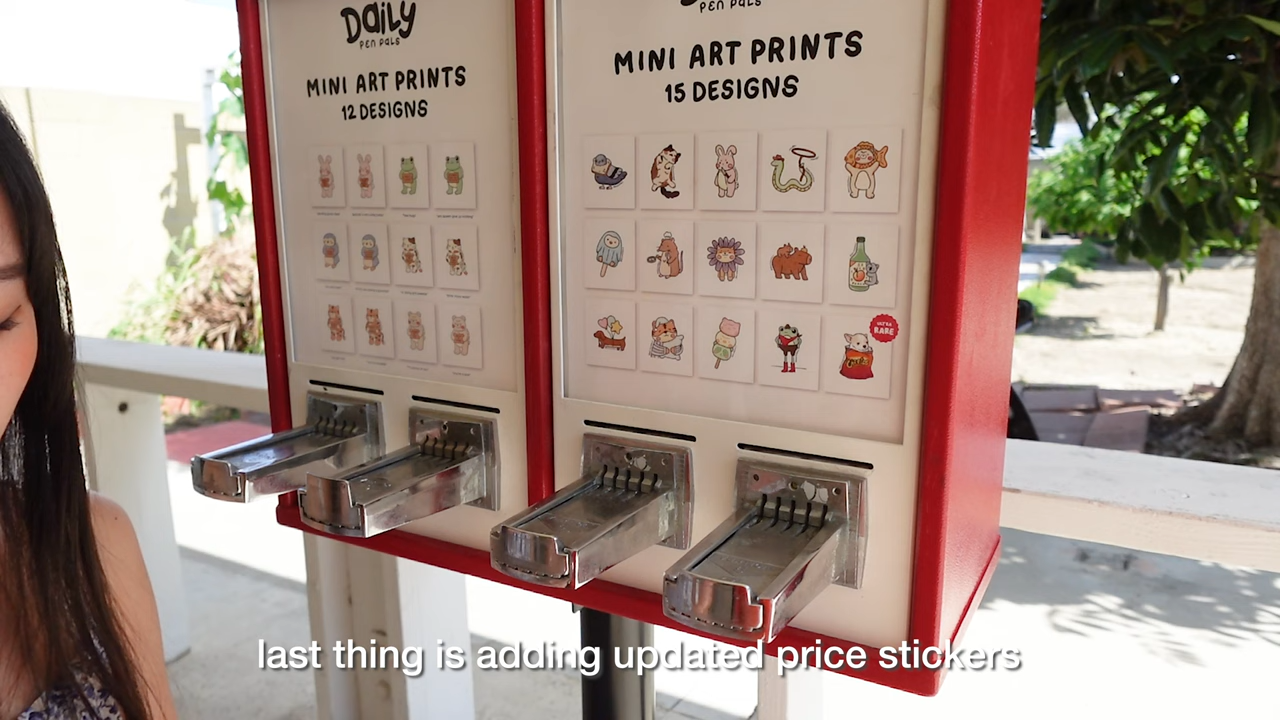 Daily
PEN PALS
MINI ART PRINTS
12 DESIGNS
PEN PALS
MINI ART PRINTS
15 DESIGNS
ULTRA
RARE
last thing is adding updated price stickers